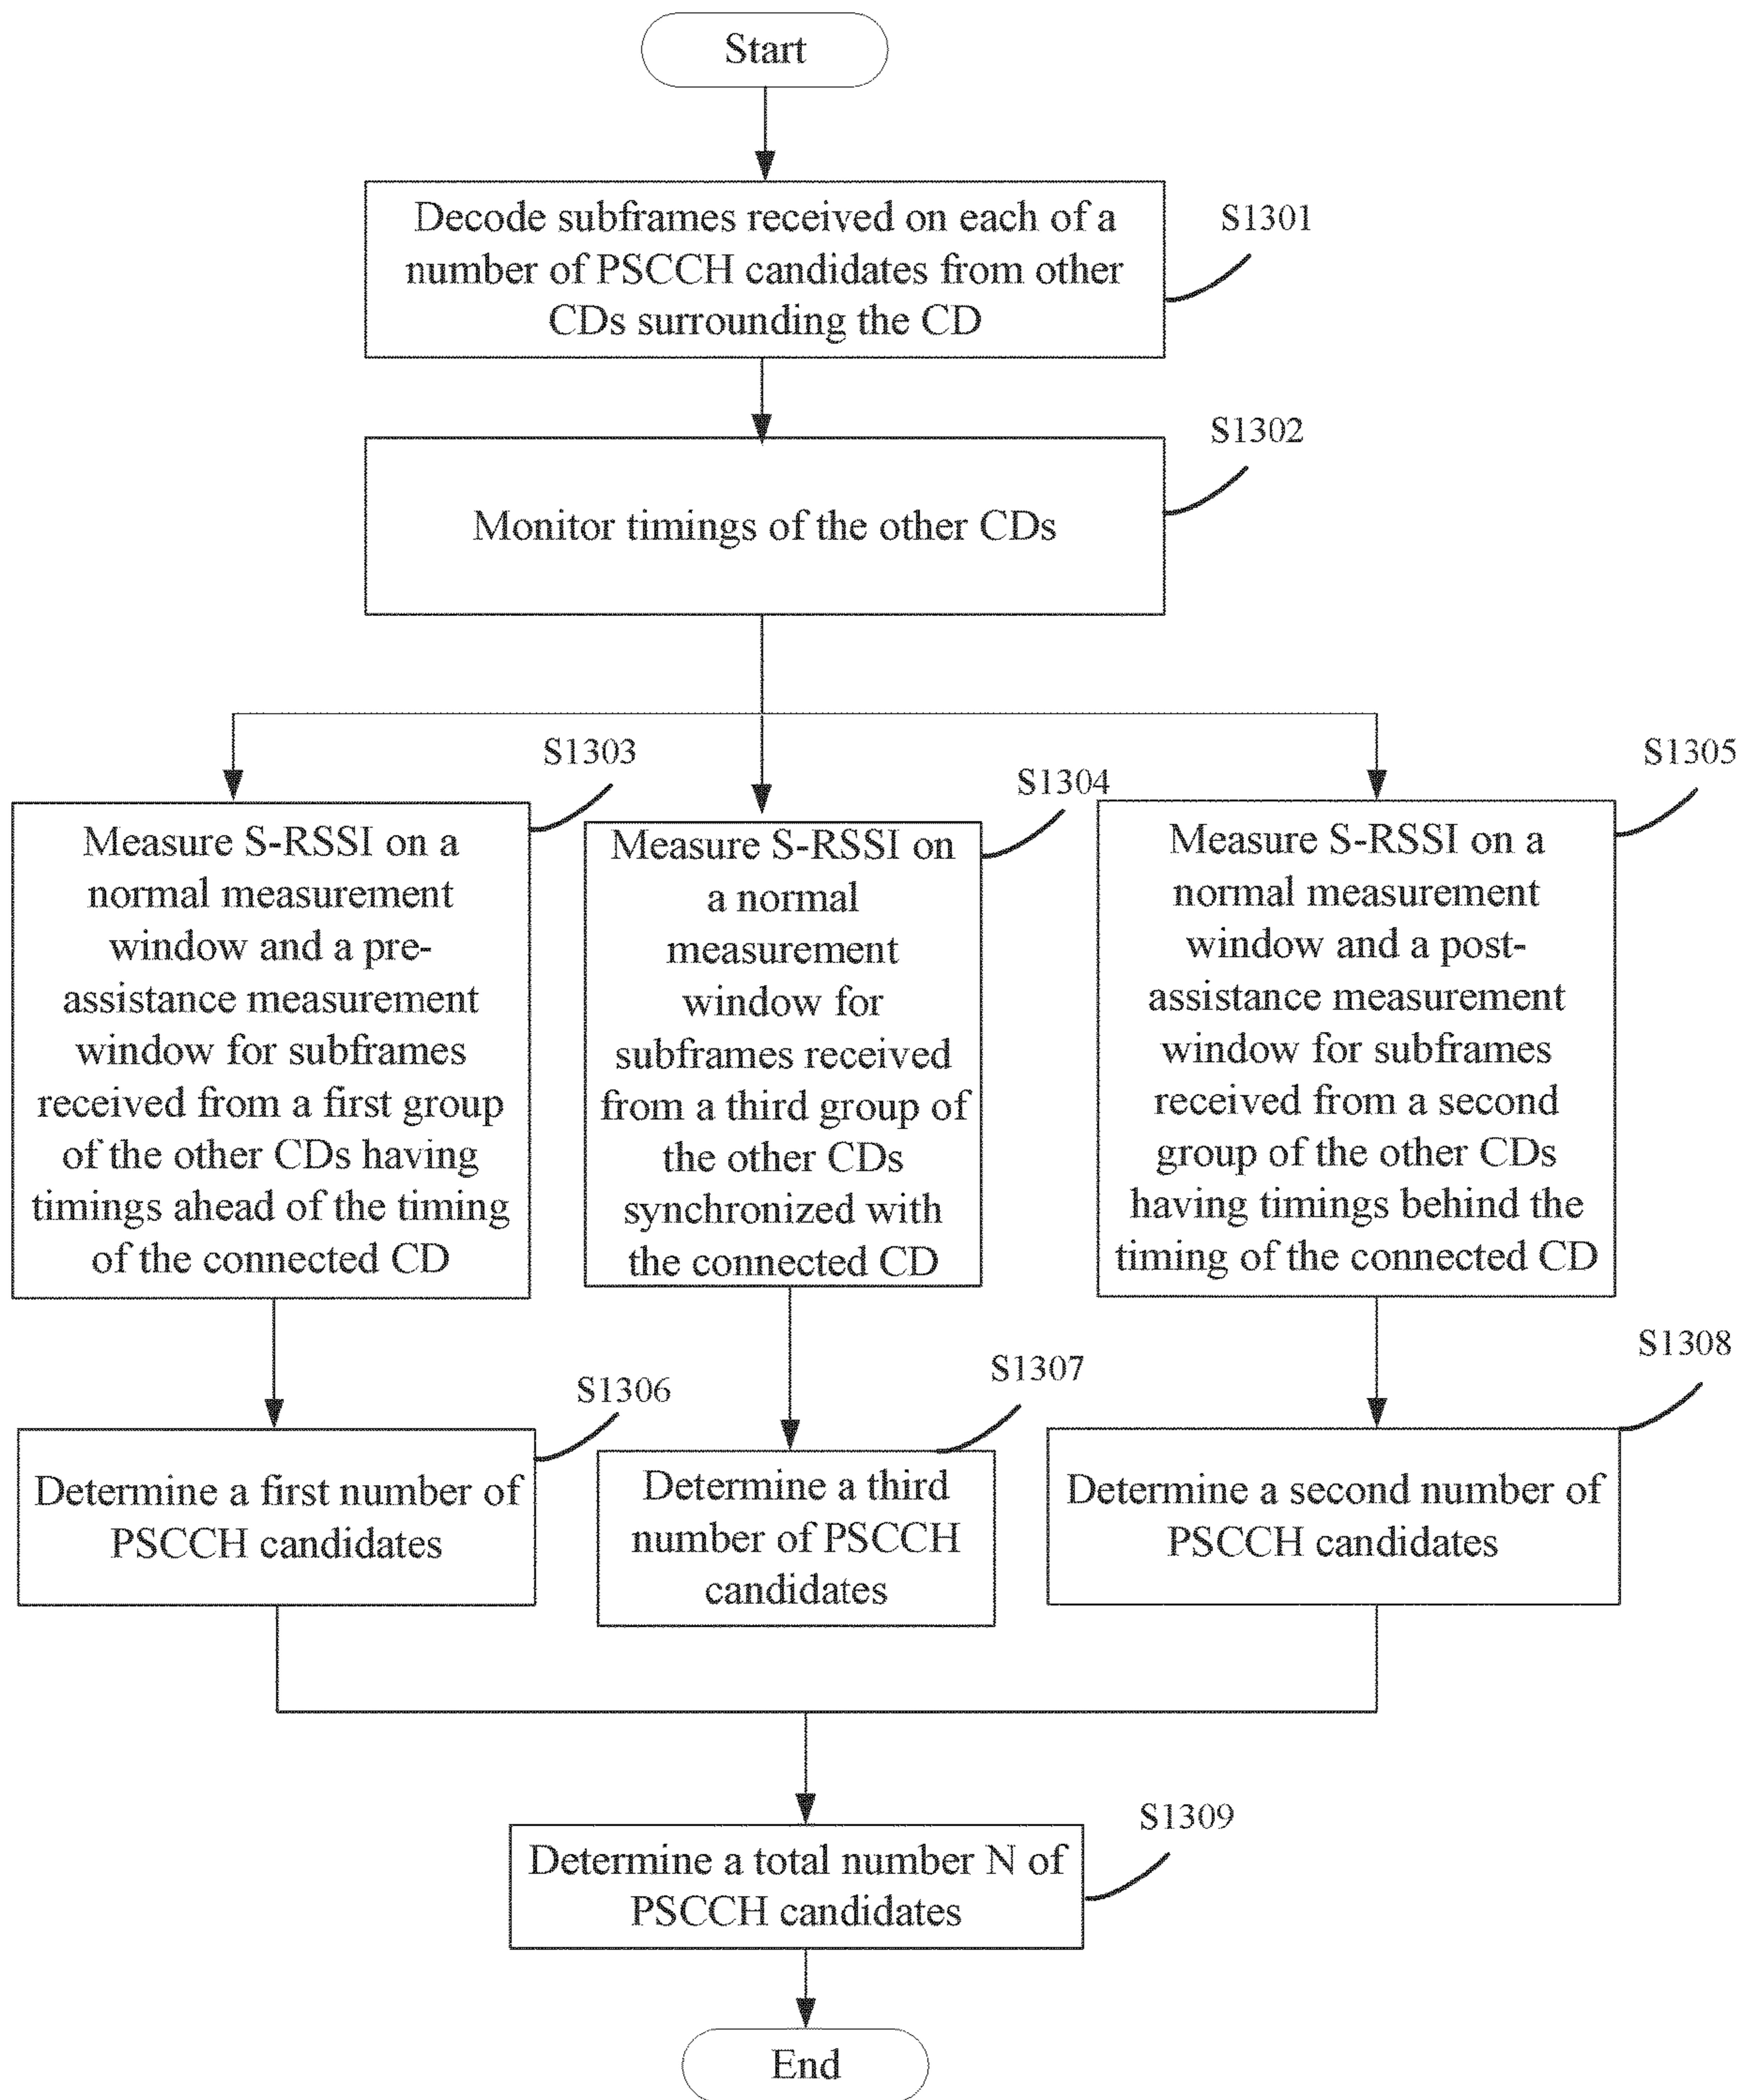 Start
Decode subframes received on each of a
number of PSCCH candidates from other
CDs surrounding the CD
S1301
Monitor timings of the other CDs
S1302
Measure S-RSSI on a
normal measurement
window and a pre-
assistance measurement
window for subframes
received from a first group
of the other CDs having
timings ahead of the timing
of the connected CD
S1303
Measure S-RSSI on
a normal
measurement
window for
subframes received
from a third group of
the other CDs
synchronized with
the connected CD
S1304
Measure S-RSSI on a
normal measurement
window and a post-
assistance measurement
window for subframes
received from a second
group of the other CDs
having timings behind the
timing of the connected CD
S1305
Determine a first number of
PSCCH candidates
S1306
Determine a third
number of PSCCH
candidates
S1307
Determine a second number of
PSCCH candidates
S1308
Determine a total number N of
PSCCH candidates
S1309
End